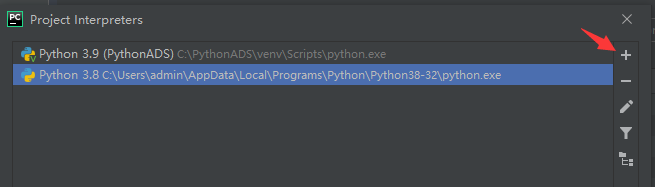 PC Project Interpreters
Python 3.9 (PythonADS) C:\PythonADS\venv\Scripts\python.exe
Python 3.8 C:\Users\admin\AppData\Local\Programs\Python\Python38-32\python.exe